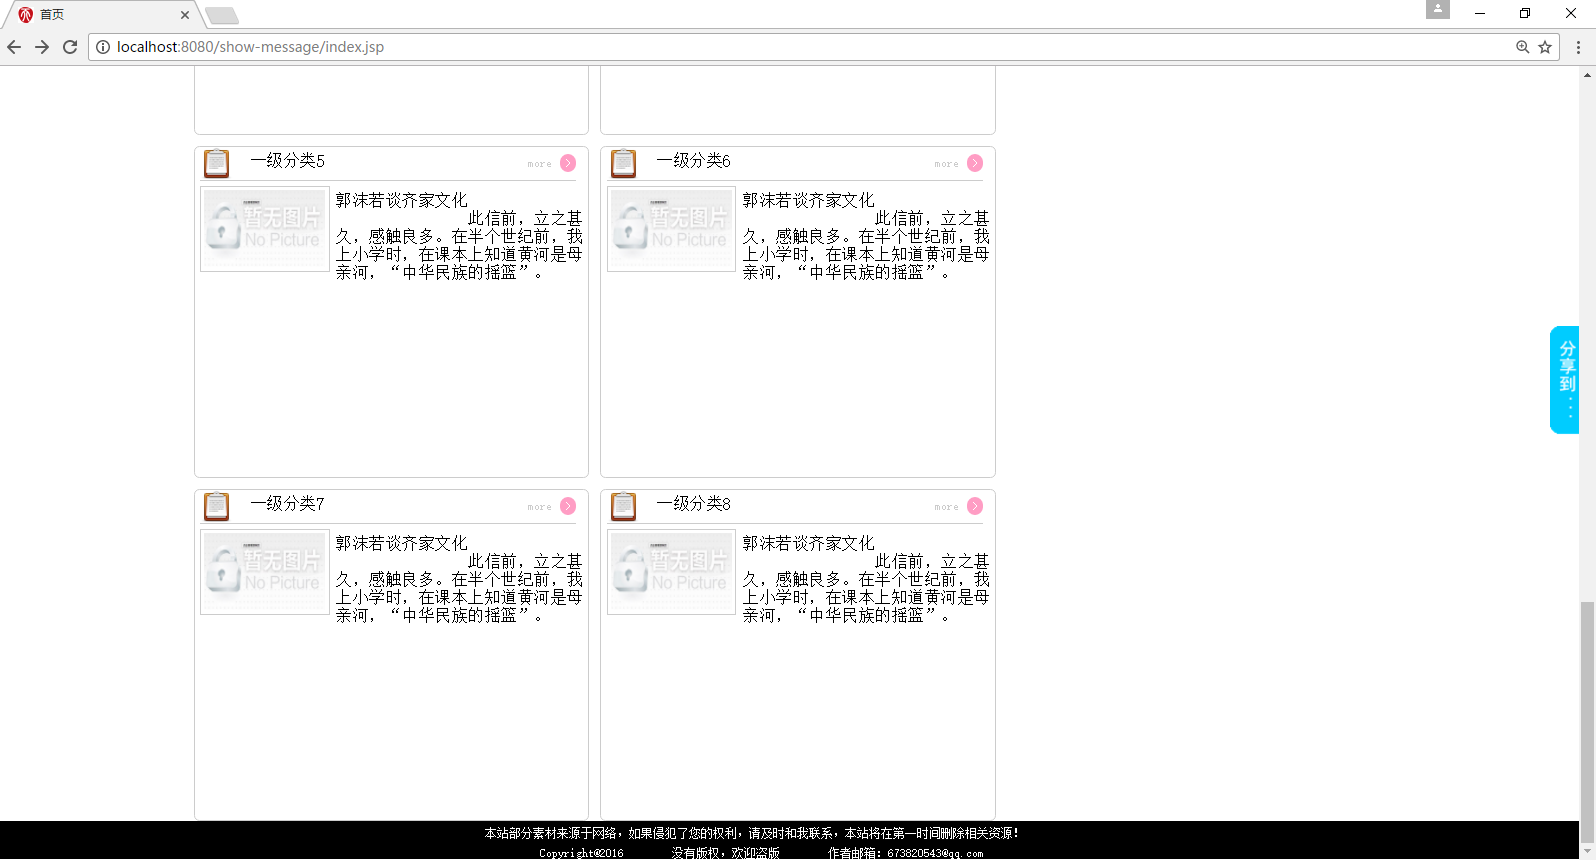 首页
localhost:8080/show-message/index.jsp
一级分类5
more
暂无图片
No Picture
郭沫若谈齐家文化
此信前，立之甚
久，感触良多。在半个世纪前，我
上小学时，在课本上知道黄河是母
亲河，“中华民族的摇篮”。
一级分类6
more
暂无图片
No Picture
郭沫若谈齐家文化
此信前，立之甚
久，感触良多。在半个世纪前，我
上小学时，在课本上知道黄河是母
亲河，“中华民族的摇篮”。
分享到...
一级分类7
more
暂无图片
No Picture
郭沫若谈齐家文化
此信前，立之甚
久，感触良多。在半个世纪前，我
上小学时，在课本上知道黄河是母
亲河，“中华民族的摇篮”。
一级分类8
more
暂无图片
No Picture
郭沫若谈齐家文化
此信前，立之甚
久，感触良多。在半个世纪前，我
上小学时，在课本上知道黄河是母
亲河，“中华民族的摇篮”。
本站部分素材来源于网络，如果侵犯了您的权利，请及时和我联系，本站将在第一时间删除相关资源！
Copyright@2016 没有版权，欢迎盗版 作者邮箱：673820543@qq.com